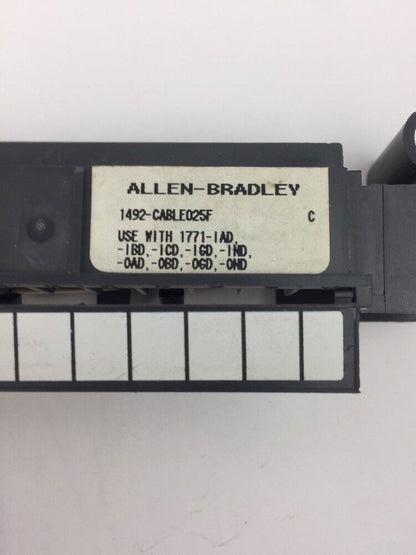 ALLEN-BRADLEY
1492-CABLE025F C
USE WITH 1771-IAD,
-IBD,-ICD,-IGD,-IND,
-OAD,-OBD,-OGD,-OND